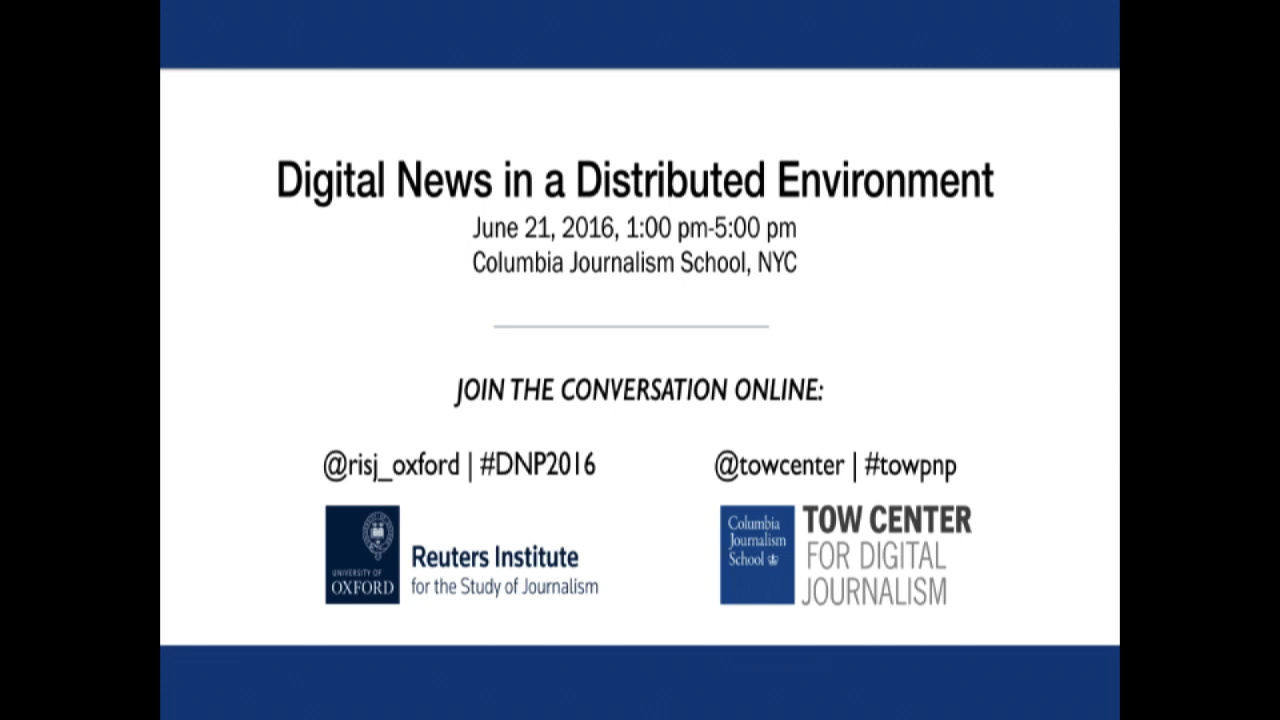 Digital News in a Distributed Environment
June 21, 2016, 1:00 pm-5:00 pm
Columbia Journalism School, NYC
JOIN THE CONVERSATION ONLINE:
@risj_oxford | #DNP2016
@towcenter | #towpnp
UNIVERSITY OF
OXFORD
Reuters Institute
for the Study of Journalism
Columbia
Journalism
School
TOW CENTER
FOR DIGITAL
JOURNALISM